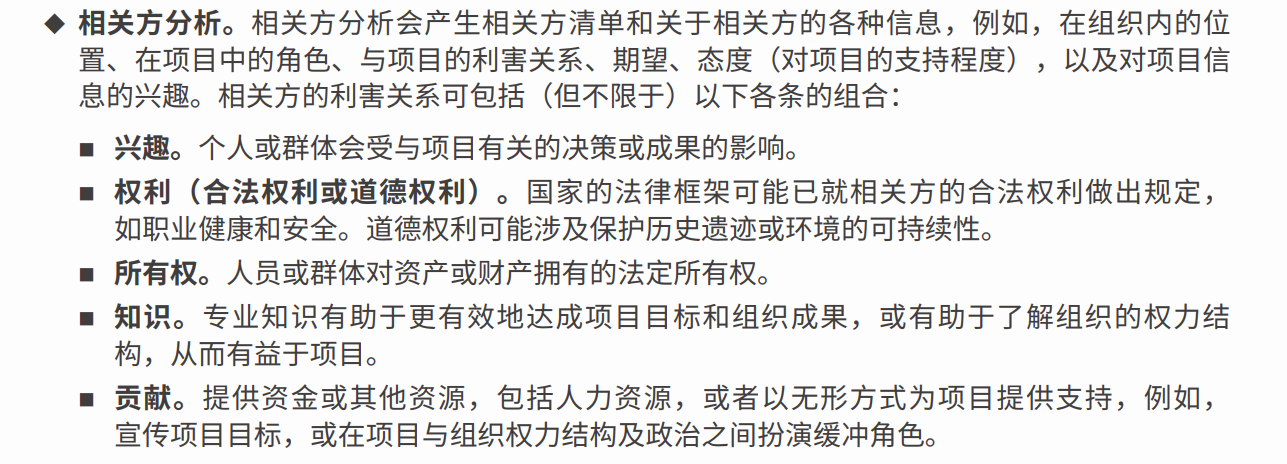 ◆ 相关方分析。相关方分析会产生相关方清单和关于相关方的各种信息，例如，在组织内的位
置、在项目中的角色、与项目的利害关系、期望、态度（对项目的支持程度），以及对项目信
息的兴趣。相关方的利害关系可包括（但不限于）以下各条的组合：
■ 兴趣。个人或群体会受与项目有关的决策或成果的影响。
■ 权利（合法权利或道德权利）。国家的法律框架可能已就相关方的合法权利做出规定，
如职业健康和安全。道德权利可能涉及保护历史遗迹或环境的可持续性。
■ 所有权。人员或群体对资产或财产拥有的法定所有权。
■ 知识。专业知识有助于更有效地达成项目目标和组织成果，或有助于了解组织的权力结
构，从而有益于项目。
■ 贡献。提供资金或其他资源，包括人力资源，或者以无形方式为项目提供支持，例如，
宣传项目目标，或在项目与组织权力结构及政治之间扮演缓冲角色。